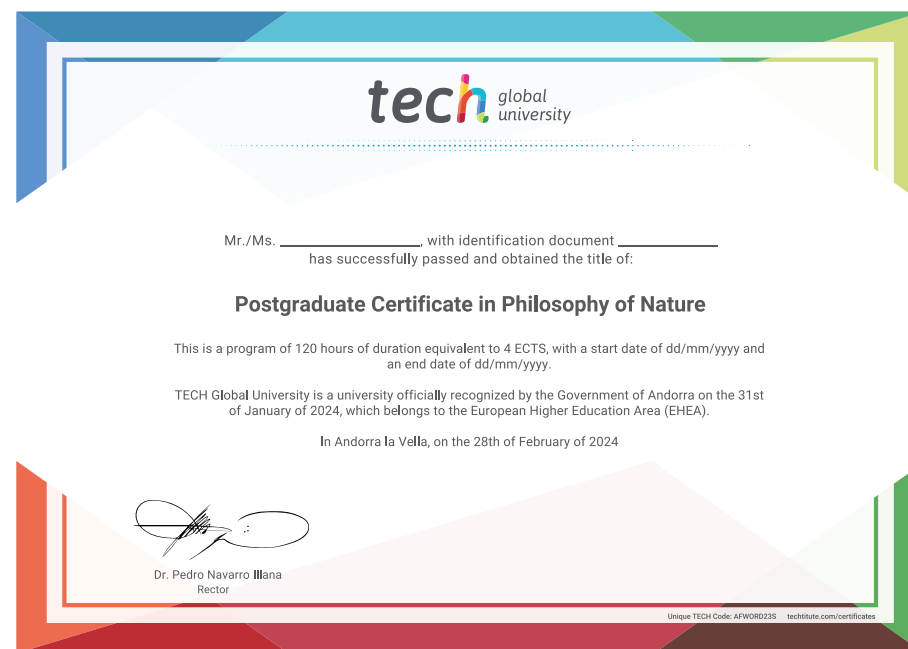 tech global university
Mr./Ms. ____________________, with identification document ______________
has successfully passed and obtained the title of:
Postgraduate Certificate in Philosophy of Nature
This is a program of 120 hours of duration equivalent to 4 ECTS, with a start date of dd/mm/yyyy and
an end date of dd/mm/yyyy.
TECH Global University is a university officially recognized by the Government of Andorra on the 31st
of January of 2024, which belongs to the European Higher Education Area (EHEA).
In Andorra la Vella, on the 28th of February of 2024
Dr. Pedro Navarro Illana
Rector
Unique TECH Code: AFWORD23S techtitute.com/certificates